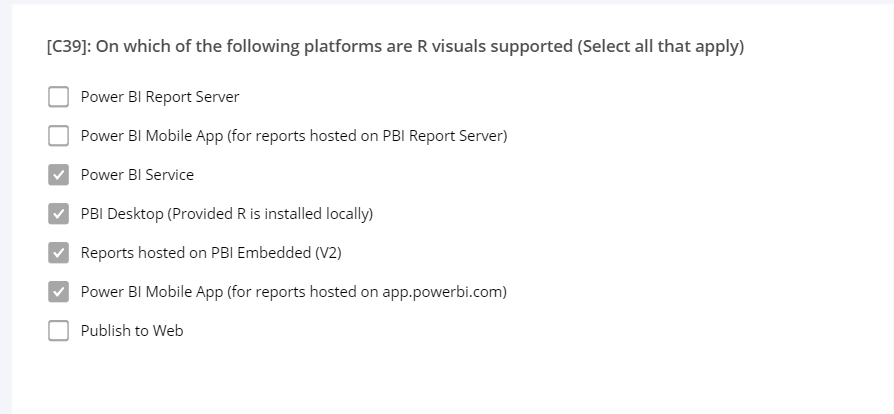 [C39]: On which of the following platforms are R visuals supported (Select all that apply)
Power BI Report Server
Power BI Mobile App (for reports hosted on PBI Report Server)
Power BI Service
PBI Desktop (Provided R is installed locally)
Reports hosted on PBI Embedded (V2)
Power BI Mobile App (for reports hosted on app.powerbi.com)
Publish to Web